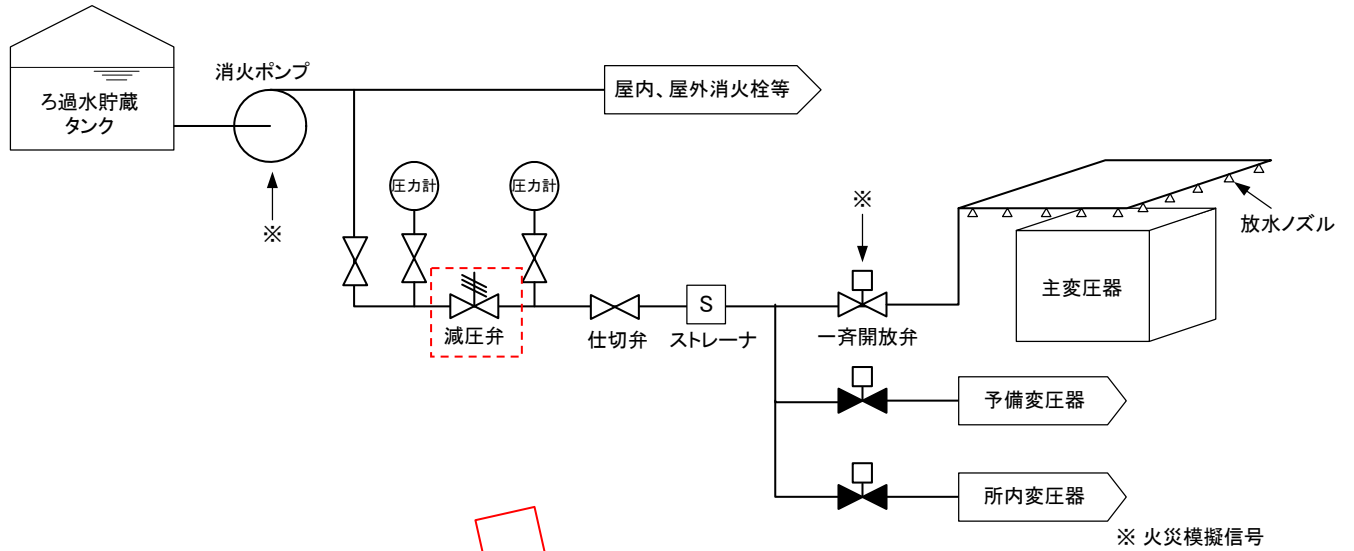 消火ポンプ
ろ過水貯蔵
タンク
屋内、屋外消火栓等
※
圧力計
圧力計
※
放水ノズル
主変圧器
減圧弁
仕切弁
S
ストレーナ
一斉開放弁
予備変圧器
所内変圧器
※ 火災模擬信号